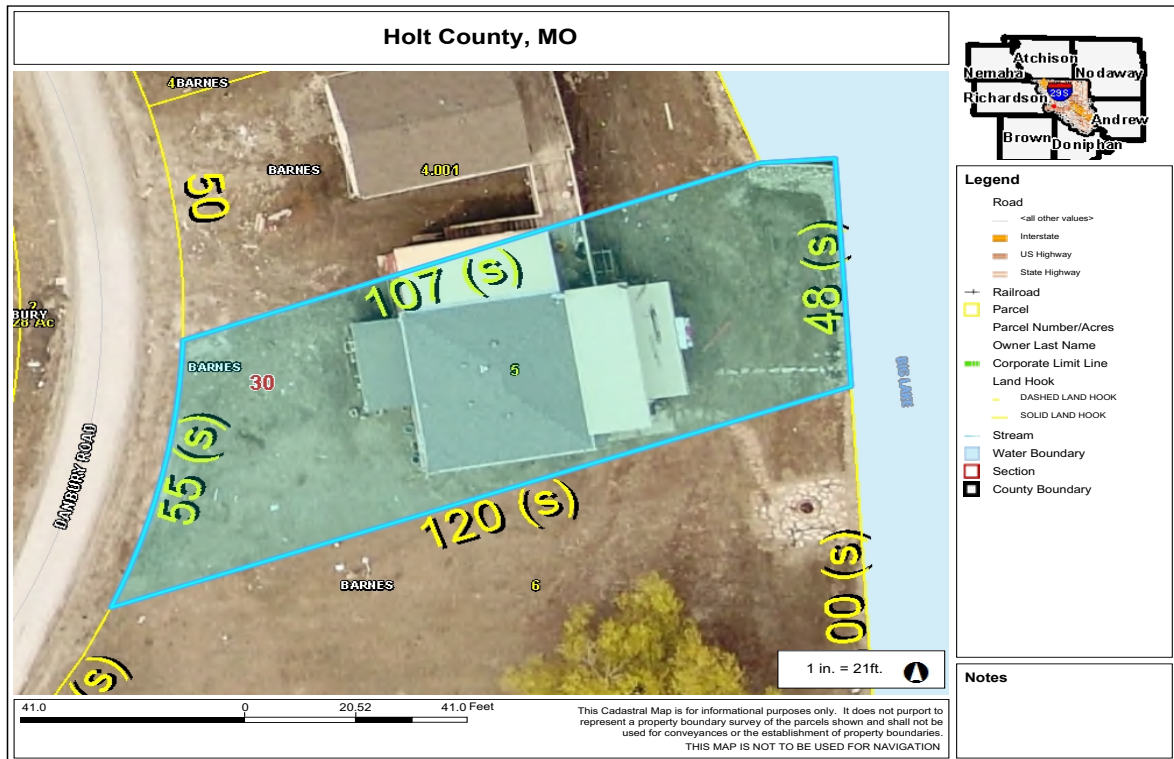 Holt County, MO
Atchison
Nemaha
Nodaway
Richardson
29 S
Andrew
Brown
Doniphan
4 BARNES
BARNES
4.001
50
107 (s)
48 (s)
BARNES
30
5
55 (s)
2
BURY
28 Ac
DANBURY ROAD
BIG LAKE
120 (s)
BARNES
6
00 (s)
(s)
1 in. = 21ft.
Legend
Road
<all other values>
Interstate
US Highway
State Highway
Railroad
Parcel
Parcel Number/Acres
Owner Last Name
Corporate Limit Line
Land Hook
DASHED LAND HOOK
SOLID LAND HOOK
Stream
Water Boundary
Section
County Boundary
Notes
41.0 0 20.52 41.0 Feet
This Cadastral Map is for informational purposes only. It does not purport to
represent a property boundary survey of the parcels shown and shall not be
used for conveyances or the establishment of property boundaries.
THIS MAP IS NOT TO BE USED FOR NAVIGATION